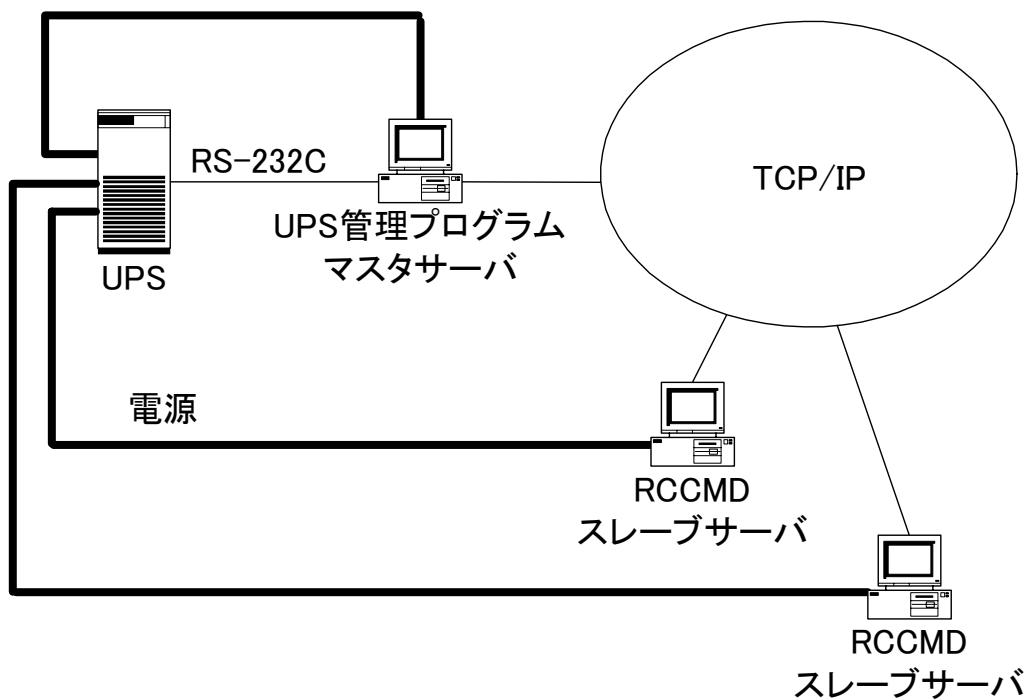 RS-232C
TCP/IP
UPS管理プログラム
マスタサーバ
UPS
電源
RCCMD
スレーブサーバ
RCCMD
スレーブサーバ